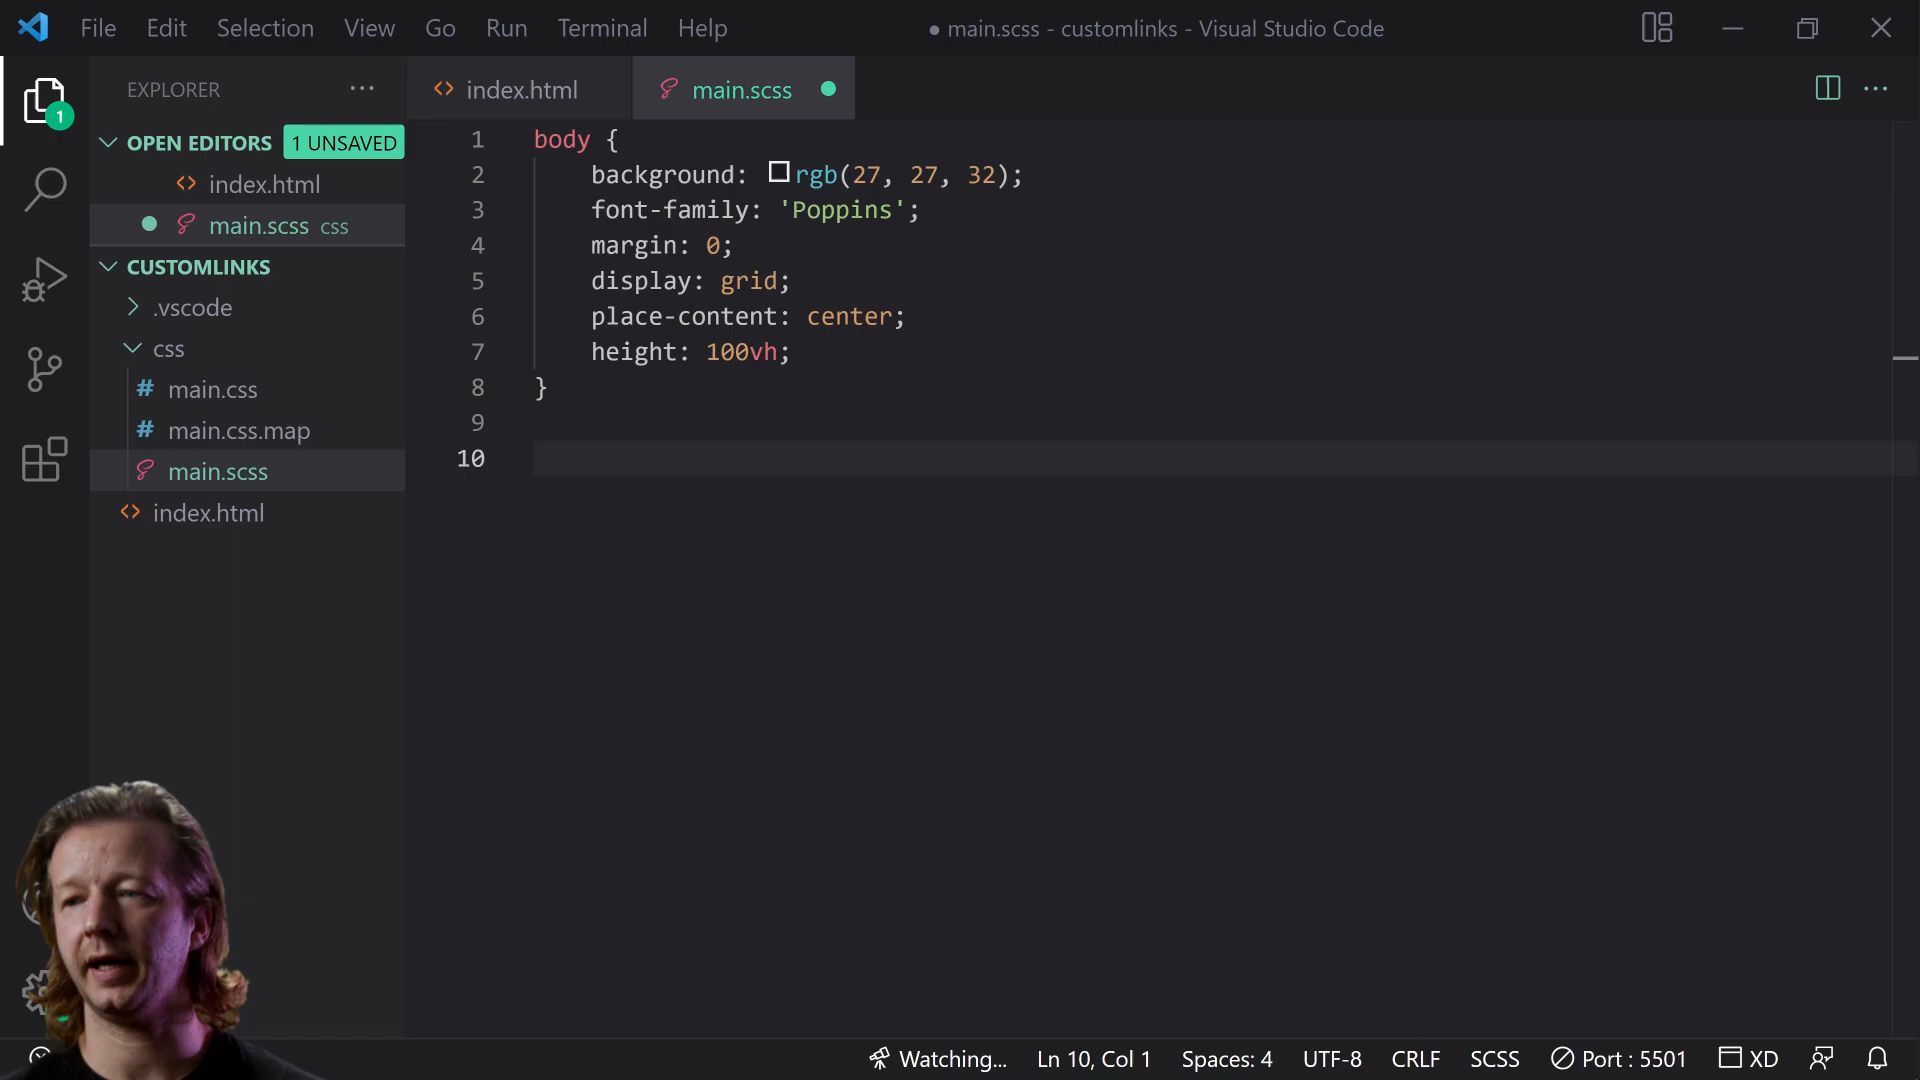 File Edit Selection View Go Run Terminal Help
● main.scss - customlinks - Visual Studio Code
EXPLORER ...
1
OPEN EDITORS 1 UNSAVED
index.html
main.scss css
CUSTOMLINKS
.vscode
css
main.css
main.css.map
main.scss
index.html
index.html main.scss
1 body {
2 background: rgb(27, 27, 32);
3 font-family: 'Poppins';
4 margin: 0;
5 display: grid;
6 place-content: center;
7 height: 100vh;
8 }
9
10
Watching... Ln 10, Col 1 Spaces: 4 UTF-8 CRLF SCSS Port : 5501 XD